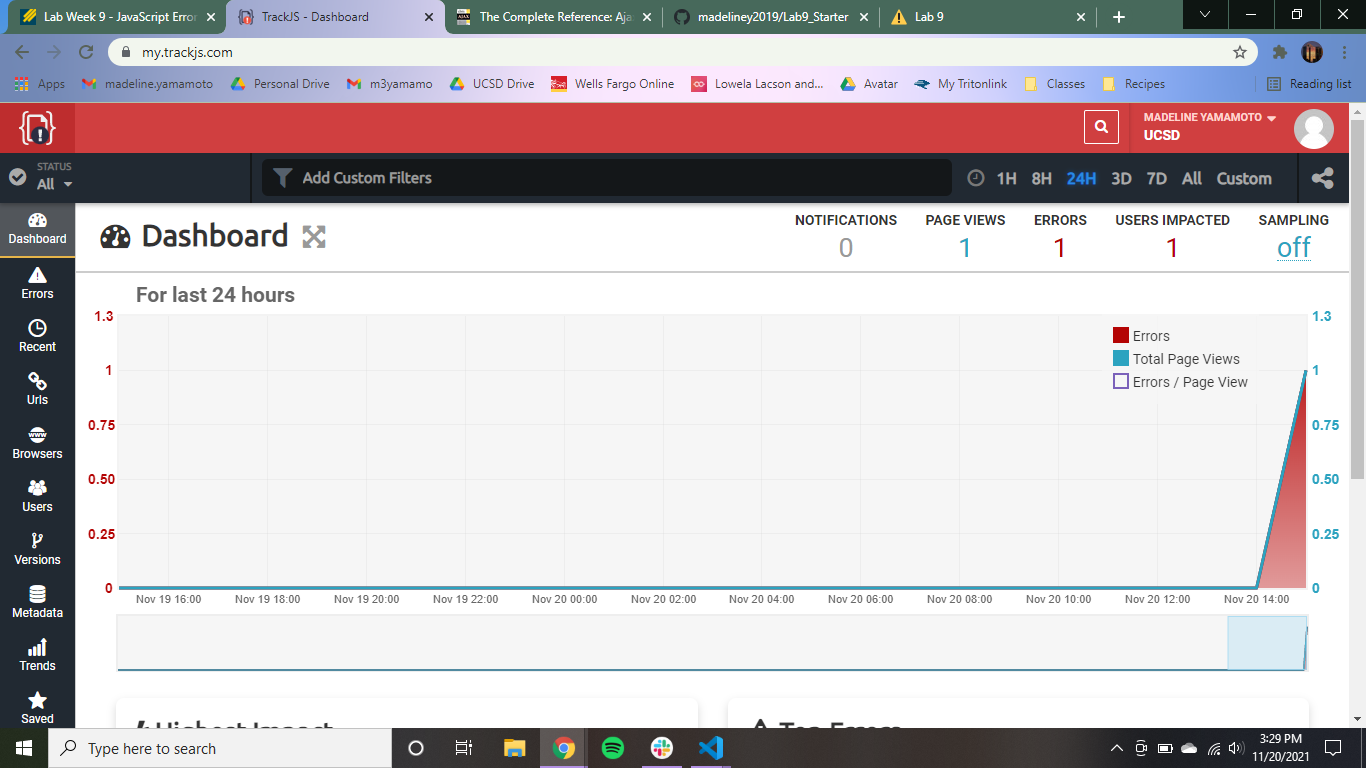 Lab Week 9 - JavaScript Error
TrackJS - Dashboard
The Complete Reference: Aja
madeliney2019/Lab9_Starter
Lab 9
my.trackjs.com
Apps madeline.yamamoto Personal Drive m3yamamo UCSD Drive Wells Fargo Online Lowela Lacson and... Avatar My Tritonlink Classes Recipes Reading list
MADELINE YAMAMOTO
UCSD
STATUS
All
Add Custom Filters
1H 8H 24H 3D 7D All Custom
Dashboard
Errors
Recent
Urls
Browsers
Users
Versions
Metadata
Trends
Saved
Dashboard
NOTIFICATIONS PAGE VIEWS ERRORS USERS IMPACTED SAMPLING
0 1 1 1 off
For last 24 hours
1.3 1.3
1 1
0.75 0.75
0.50 0.50
0.25 0.25
0 0
Errors
Total Page Views
Errors / Page View
Nov 19 16:00 Nov 19 18:00 Nov 19 20:00 Nov 19 22:00 Nov 20 00:00 Nov 20 02:00 Nov 20 04:00 Nov 20 06:00 Nov 20 08:00 Nov 20 10:00 Nov 20 12:00 Nov 20 14:00
Highest Impact
Top Errors
Type here to search
3:29 PM
11/20/2021